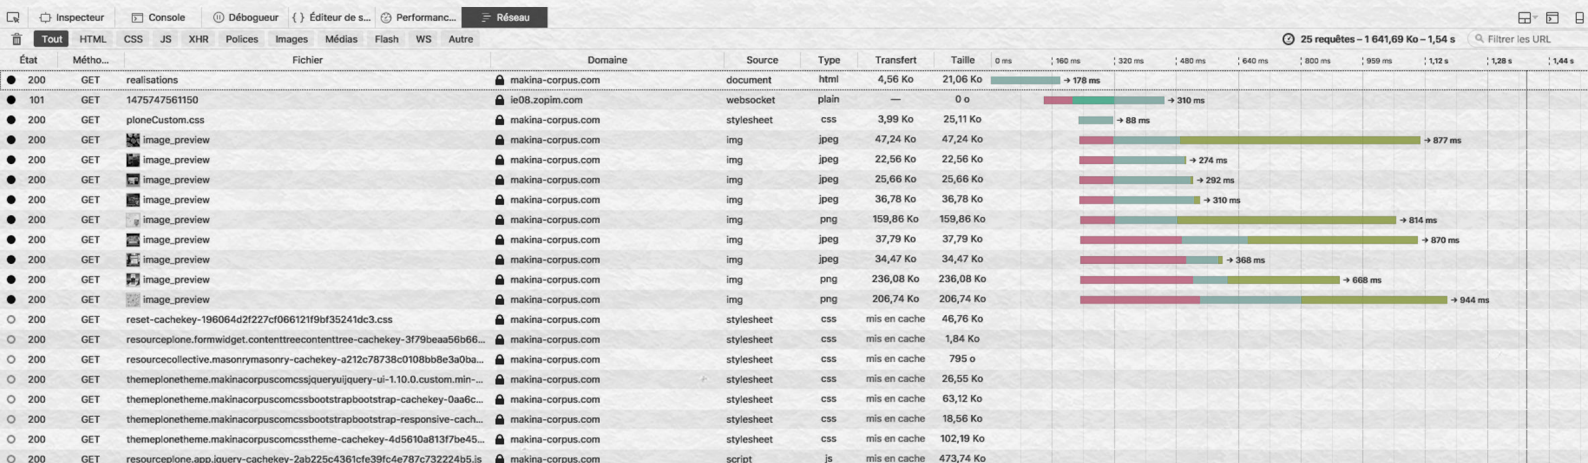 Inspecteur Console Débogueur { } Éditeur de s... Performanc... Réseau
Tout HTML CSS JS XHR Polices Images Médias Flash WS Autre 25 requêtes – 1 641,69 Ko – 1,54 s Filtrer les URL
État Métho... Fichier Domaine Source Type Transfert Taille 0 ms 160 ms 320 ms 480 ms 640 ms 800 ms 959 ms 1,12 s 1,28 s 1,44 s
200 GET realisations makina-corpus.com document html 4,56 Ko 21,06 Ko → 178 ms
101 GET 1475747561150 ie08.zopim.com websocket plain — 0 o → 310 ms
200 GET ploneCustom.css makina-corpus.com stylesheet css 3,99 Ko 25,11 Ko → 88 ms
200 GET image_preview makina-corpus.com img jpeg 47,24 Ko 47,24 Ko → 877 ms
200 GET image_preview makina-corpus.com img jpeg 22,56 Ko 22,56 Ko → 274 ms
200 GET image_preview makina-corpus.com img jpeg 25,66 Ko 25,66 Ko → 292 ms
200 GET image_preview makina-corpus.com img jpeg 36,78 Ko 36,78 Ko → 310 ms
200 GET image_preview makina-corpus.com img png 159,86 Ko 159,86 Ko → 814 ms
200 GET image_preview makina-corpus.com img jpeg 37,79 Ko 37,79 Ko → 870 ms
200 GET image_preview makina-corpus.com img jpeg 34,47 Ko 34,47 Ko → 368 ms
200 GET image_preview makina-corpus.com img png 236,08 Ko 236,08 Ko → 668 ms
200 GET image_preview makina-corpus.com img png 206,74 Ko 206,74 Ko → 944 ms
200 GET reset-cachekey-196064d2f227cf066121f9bf35241dc3.css makina-corpus.com stylesheet css mis en cache 46,76 Ko
200 GET resourceplone.formwidget.contenttreecontenttree-cachekey-3f79beaa56b66... makina-corpus.com stylesheet css mis en cache 1,84 Ko
200 GET resourcecollective.masonrymasonry-cachekey-a212c78738c0108bb8e3a0ba... makina-corpus.com stylesheet css mis en cache 795 o
200 GET themeplonetheme.makinacorpuscomcssjqueryuijquery-ui-1.10.0.custom.min-... makina-corpus.com stylesheet css mis en cache 26,55 Ko
200 GET themeplonetheme.makinacorpuscomcssbootstrapbootstrap-cachekey-0aa6c... makina-corpus.com stylesheet css mis en cache 63,12 Ko
200 GET themeplonetheme.makinacorpuscomcssbootstrapbootstrap-responsive-cach... makina-corpus.com stylesheet css mis en cache 18,56 Ko
200 GET themeplonetheme.makinacorpuscomcsstheme-cachekey-4d5610a813f7be45... makina-corpus.com stylesheet css mis en cache 102,19 Ko
200 GET resourceplone.app.jquery-cachekey-2ab225c4361cfe39fc4e787c732224b5.js makina-corpus.com script js mis en cache 473,74 Ko